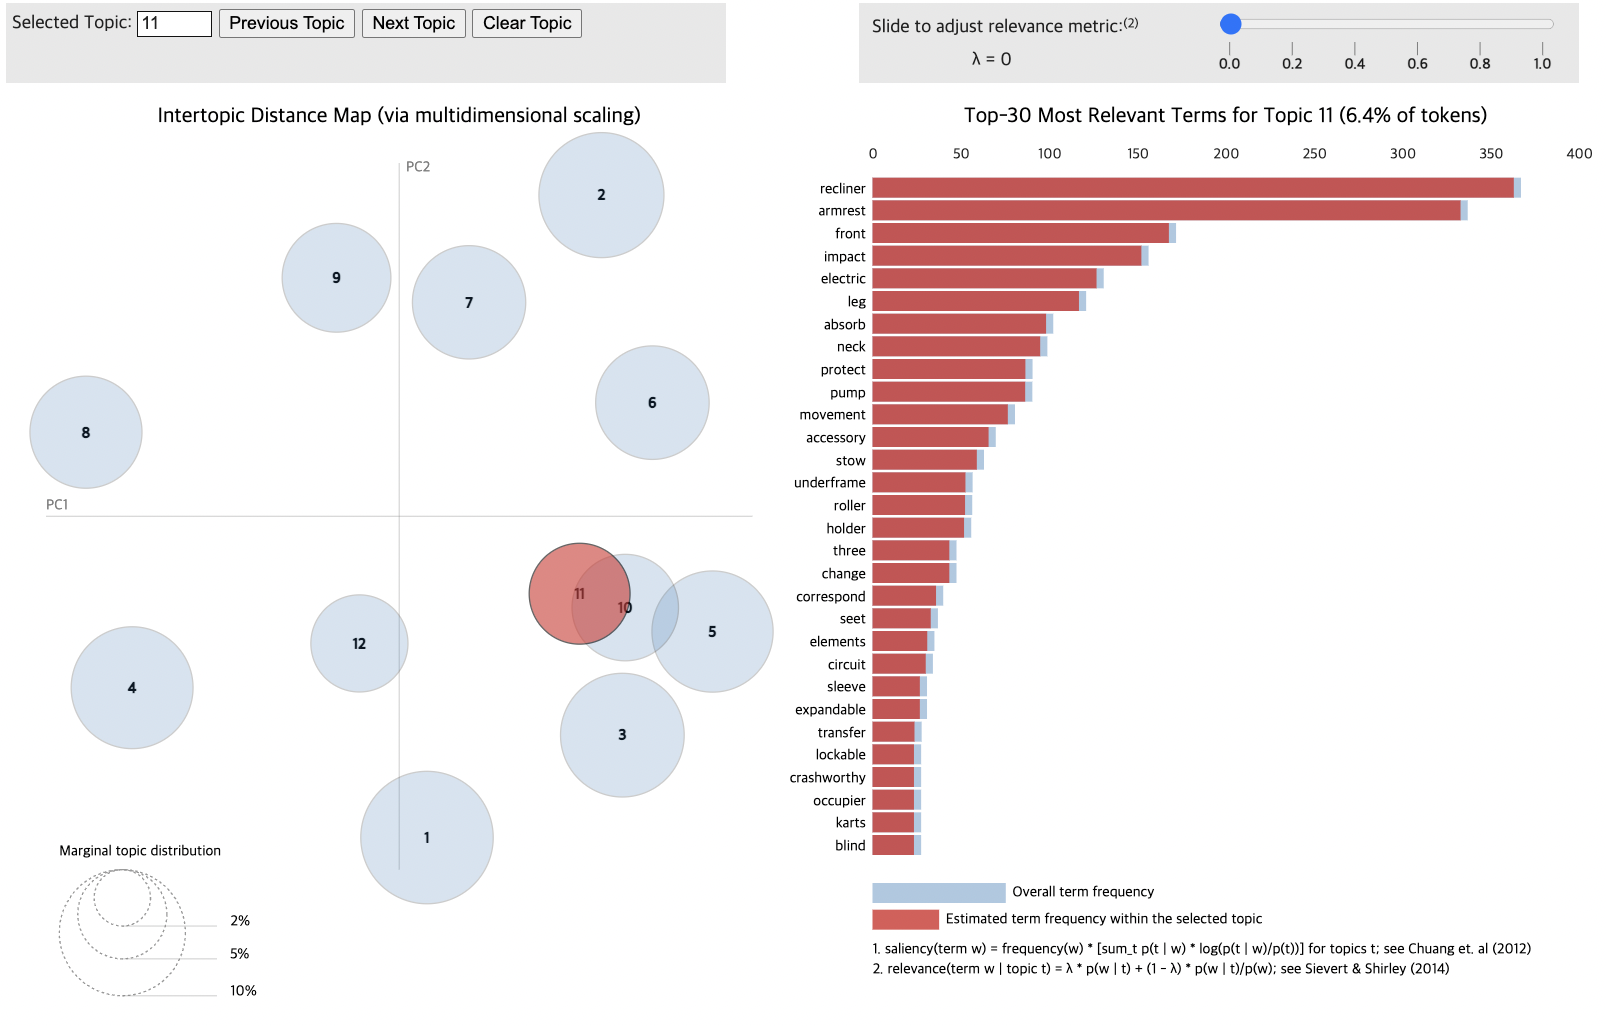 Selected Topic: 11 Previous Topic Next Topic Clear Topic
Slide to adjust relevance metric:(2)
λ = 0
0.0 0.2 0.4 0.6 0.8 1.0
Intertopic Distance Map (via multidimensional scaling)
PC2
2
9
7
6
8
PC1
11
10
5
12
4
3
1
Marginal topic distribution
2%
5%
10%
Top-30 Most Relevant Terms for Topic 11 (6.4% of tokens)
0 50 100 150 200 250 300 350 400
recliner
armrest
front
impact
electric
leg
absorb
neck
protect
pump
movement
accessory
stow
underframe
roller
holder
three
change
correspond
seet
elements
circuit
sleeve
expandable
transfer
lockable
crashworthy
occupier
karts
blind
Overall term frequency
Estimated term frequency within the selected topic
1. saliency(term w) = frequency(w) * [sum_t p(t | w) * log(p(t | w)/p(t))] for topics t; see Chuang et. al (2012)
2. relevance(term w | topic t) = λ * p(w | t) + (1 - λ) * p(w | t)/p(w); see Sievert & Shirley (2014)